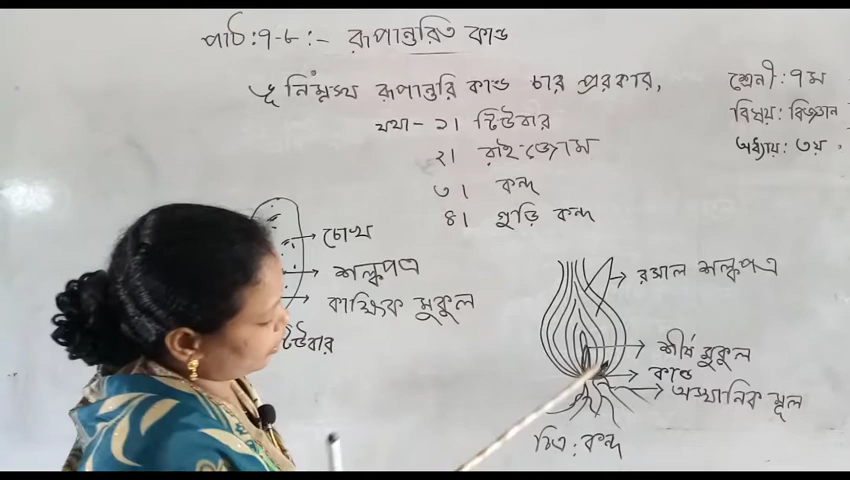 পাঠ:৭-৮:- রূপান্তরিত কান্ড
নিম্নস্থ রূপান্তরি কান্ড চার প্ররকার,
যথা- ১। টিউবার
২। রাইজোম
৩। কন্দ
৪। গুড়ি কন্দ
শ্রেনী: ৭ম
বিষয়: বিজ্ঞান
অধ্যায়: ৩য়
চোখ
শল্কপত্র
কাক্ষিক মুকুল
টিউবার
রসাল শল্কপত্র
শীর্ষ মুকুল
কান্ড
অস্থানিক মূল
চিত্র: কন্দ